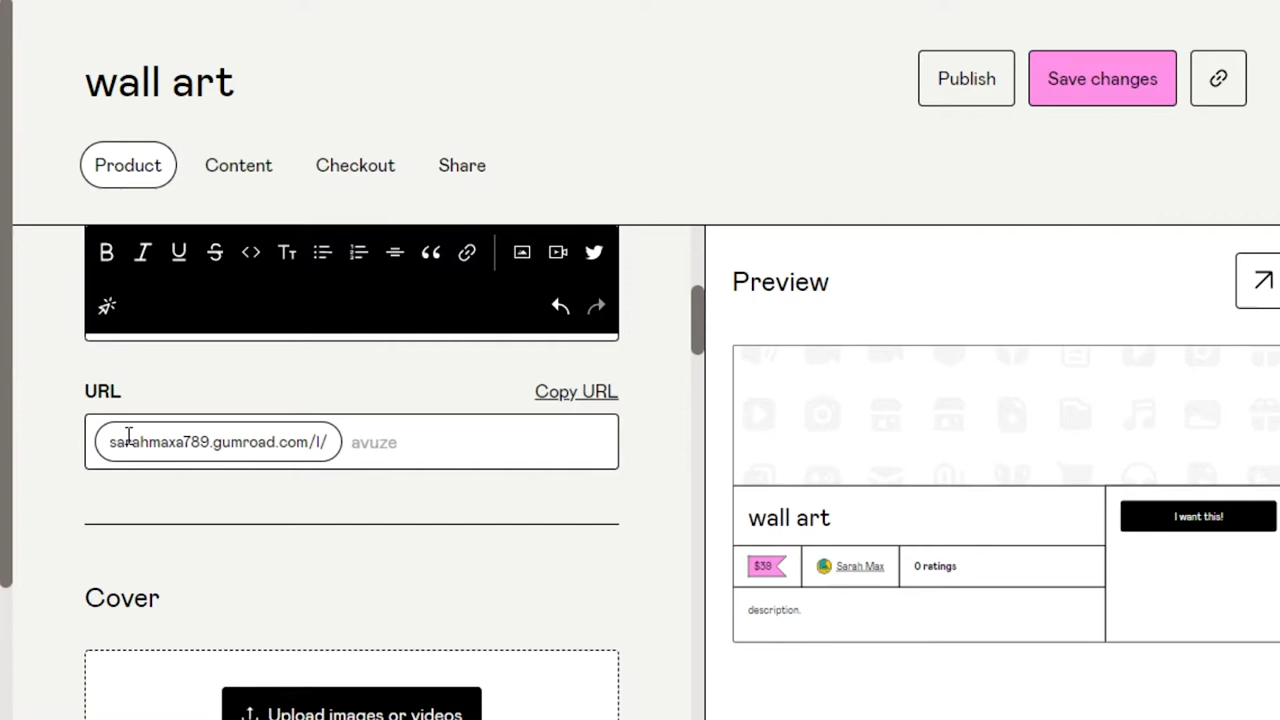 wall art
Publish
Save changes
Product
Content
Checkout
Share
Preview
URL
Copy URL
sarahmaxa789.gumroad.com/l/
avuze
wall art
I want this!
$39
Sarah Max
0 ratings
description.
Cover
Upload images or videos